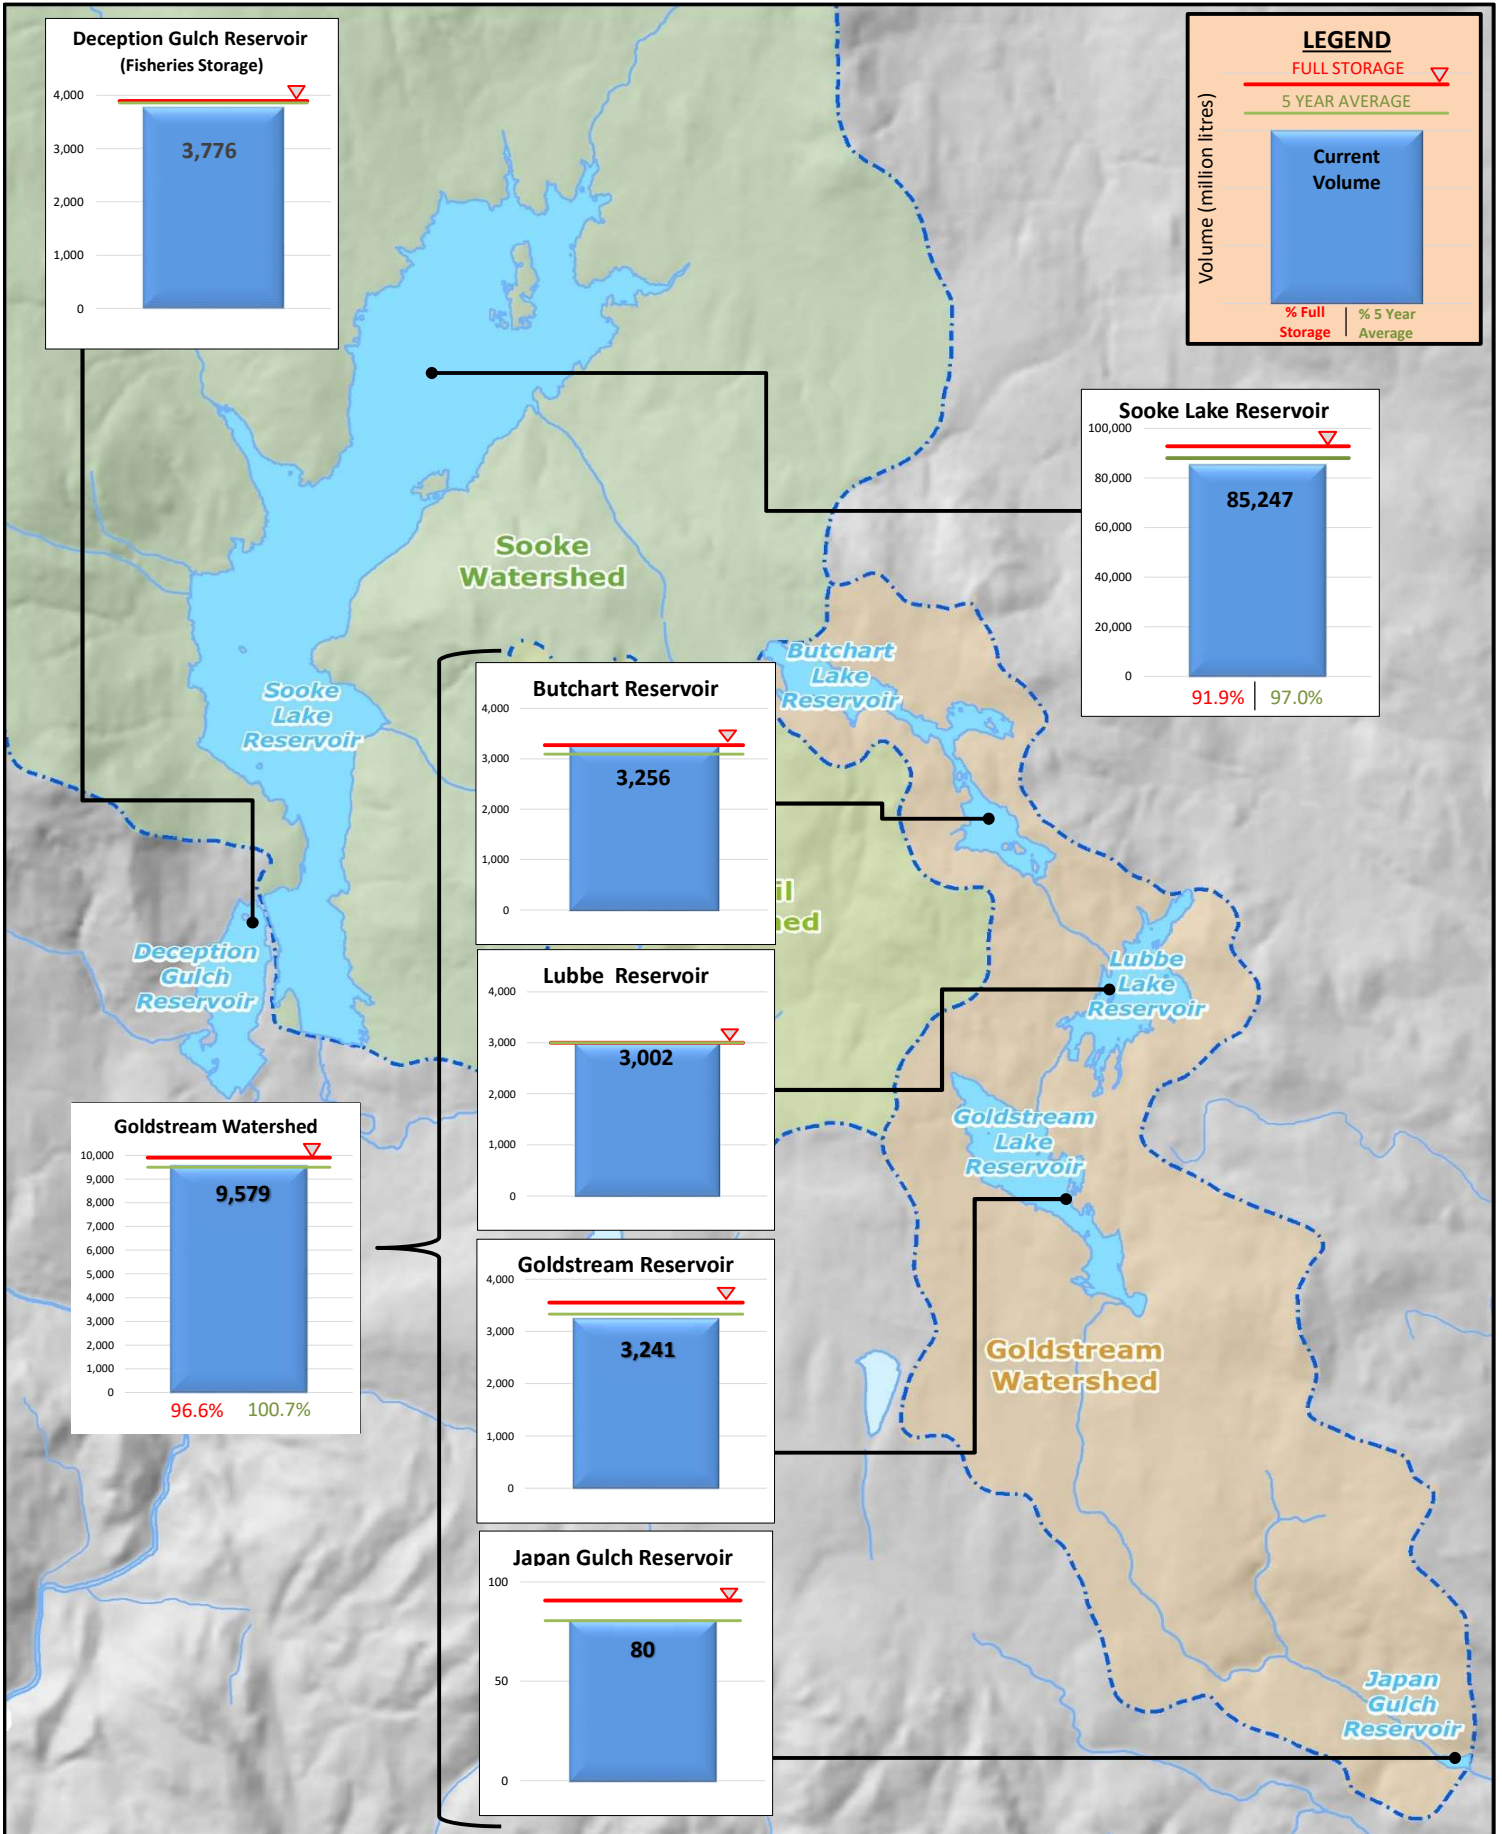 Deception Gulch Reservoir
(Fisheries Storage)
4,000
3,000
2,000
1,000
0
3,776
LEGEND
FULL STORAGE
5 YEAR AVERAGE
Volume (million litres)
Current
Volume
% Full
Storage
% 5 Year
Average
Sooke Lake Reservoir
100,000
80,000
60,000
40,000
20,000
0
85,247
91.9%
97.0%
Sooke
Watershed
Sooke
Lake
Reservoir
Butchart
Lake
Reservoir
Butchart Reservoir
4,000
3,000
2,000
1,000
0
3,256
il
hed
Deception
Gulch
Reservoir
Lubbe
Lake
Reservoir
Lubbe Reservoir
4,000
3,000
2,000
1,000
0
3,002
Goldstream
Lake
Reservoir
Goldstream Watershed
10,000
9,000
8,000
7,000
6,000
5,000
4,000
3,000
2,000
1,000
0
9,579
96.6%
100.7%
Goldstream Reservoir
4,000
3,000
2,000
1,000
0
3,241
Goldstream
Watershed
Japan Gulch Reservoir
100
50
0
80
Japan
Gulch
Reservoir